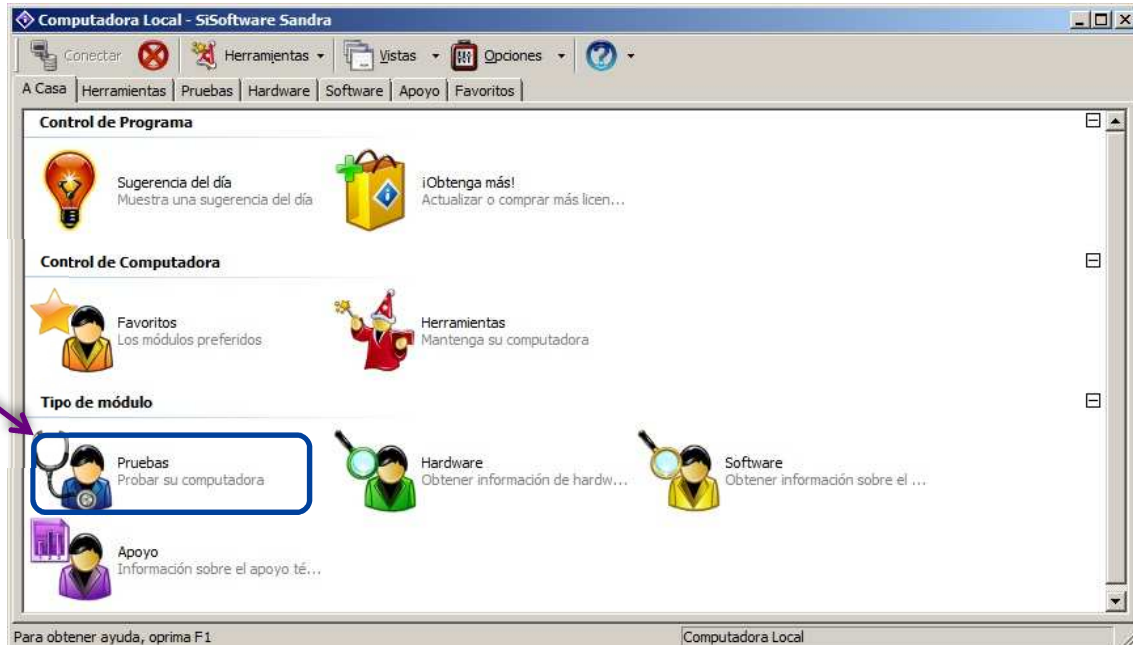 Computadora Local - SiSoftware Sandra
Conectar Herramientas Vistas Opciones
A Casa Herramientas Pruebas Hardware Software Apoyo Favoritos
Control de Programa
Sugerencia del día
Muestra una sugerencia del día
¡Obtenga más!
Actualizar o comprar más licen...
Control de Computadora
Favoritos
Los módulos preferidos
Herramientas
Mantenga su computadora
Tipo de módulo
Pruebas
Probar su computadora
Hardware
Obtener información de hardw...
Software
Obtener información sobre el ...
Apoyo
Información sobre el apoyo té...
Para obtener ayuda, oprima F1
Computadora Local